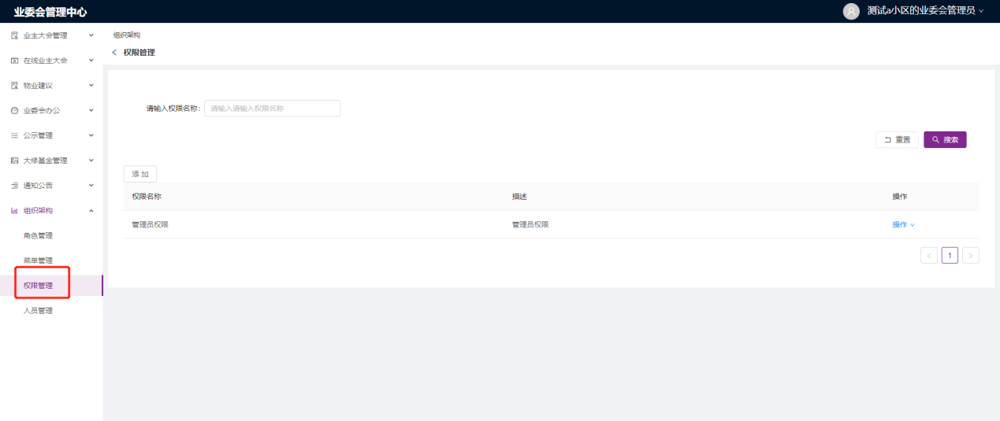 业委会管理中心
测试a小区的业委会管理员
业主大会管理
在线业主大会
物业建议
业委会办公
公示管理
大修基金管理
通知公告
组织架构
角色管理
菜单管理
权限管理
人员管理
组织架构
权限管理
请输入权限名称: 请输入请输入权限名称
重置 搜索
添加
权限名称 描述 操作
管理员权限 管理员权限 操作
< 1 >